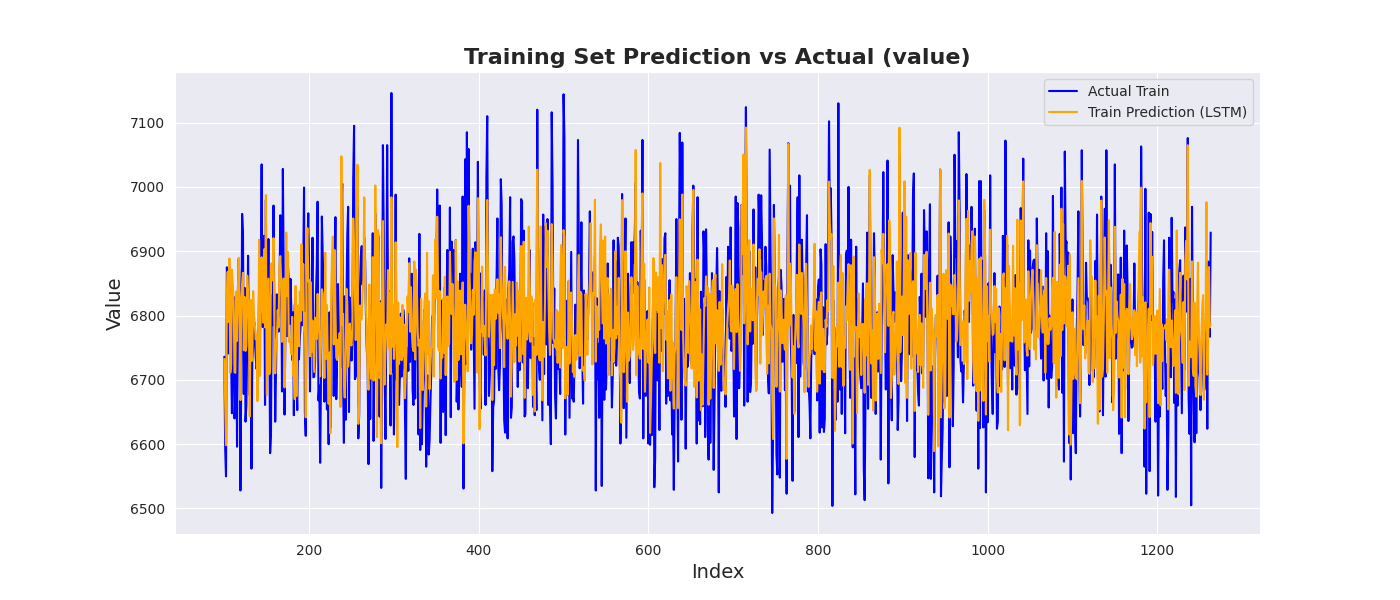 Training Set Prediction vs Actual (value)
Actual Train
Train Prediction (LSTM)
7100
7000
6900
6800
6700
6600
6500
Value
200
400
600
800
1000
1200
Index